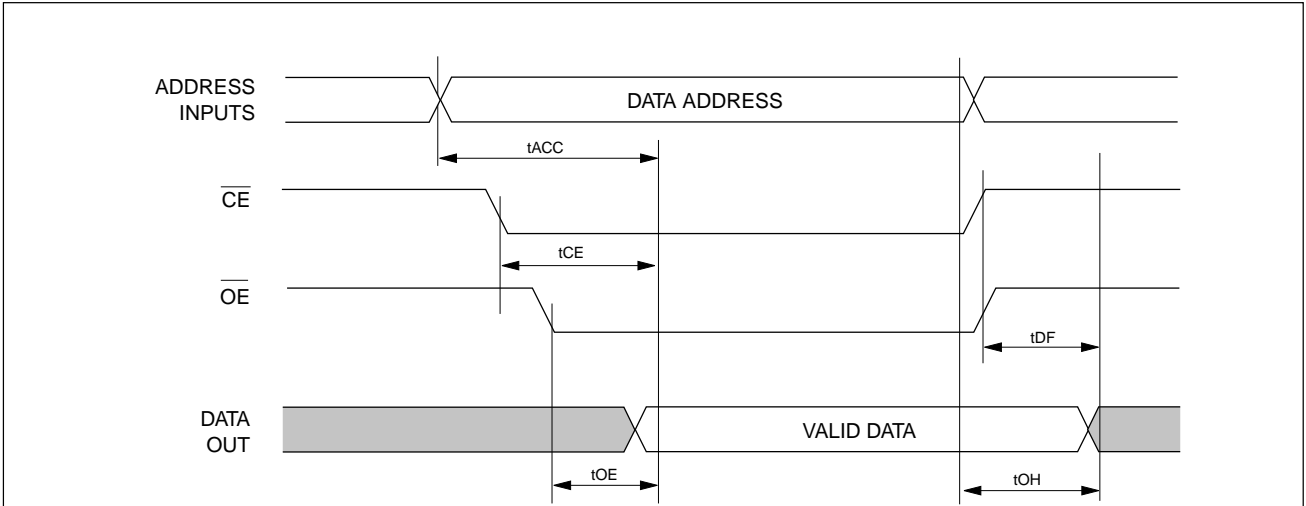 ADDRESS
INPUTS
DATA ADDRESS
tACC
CE
tCE
OE
tDF
DATA
OUT
VALID DATA
tOE
tOH